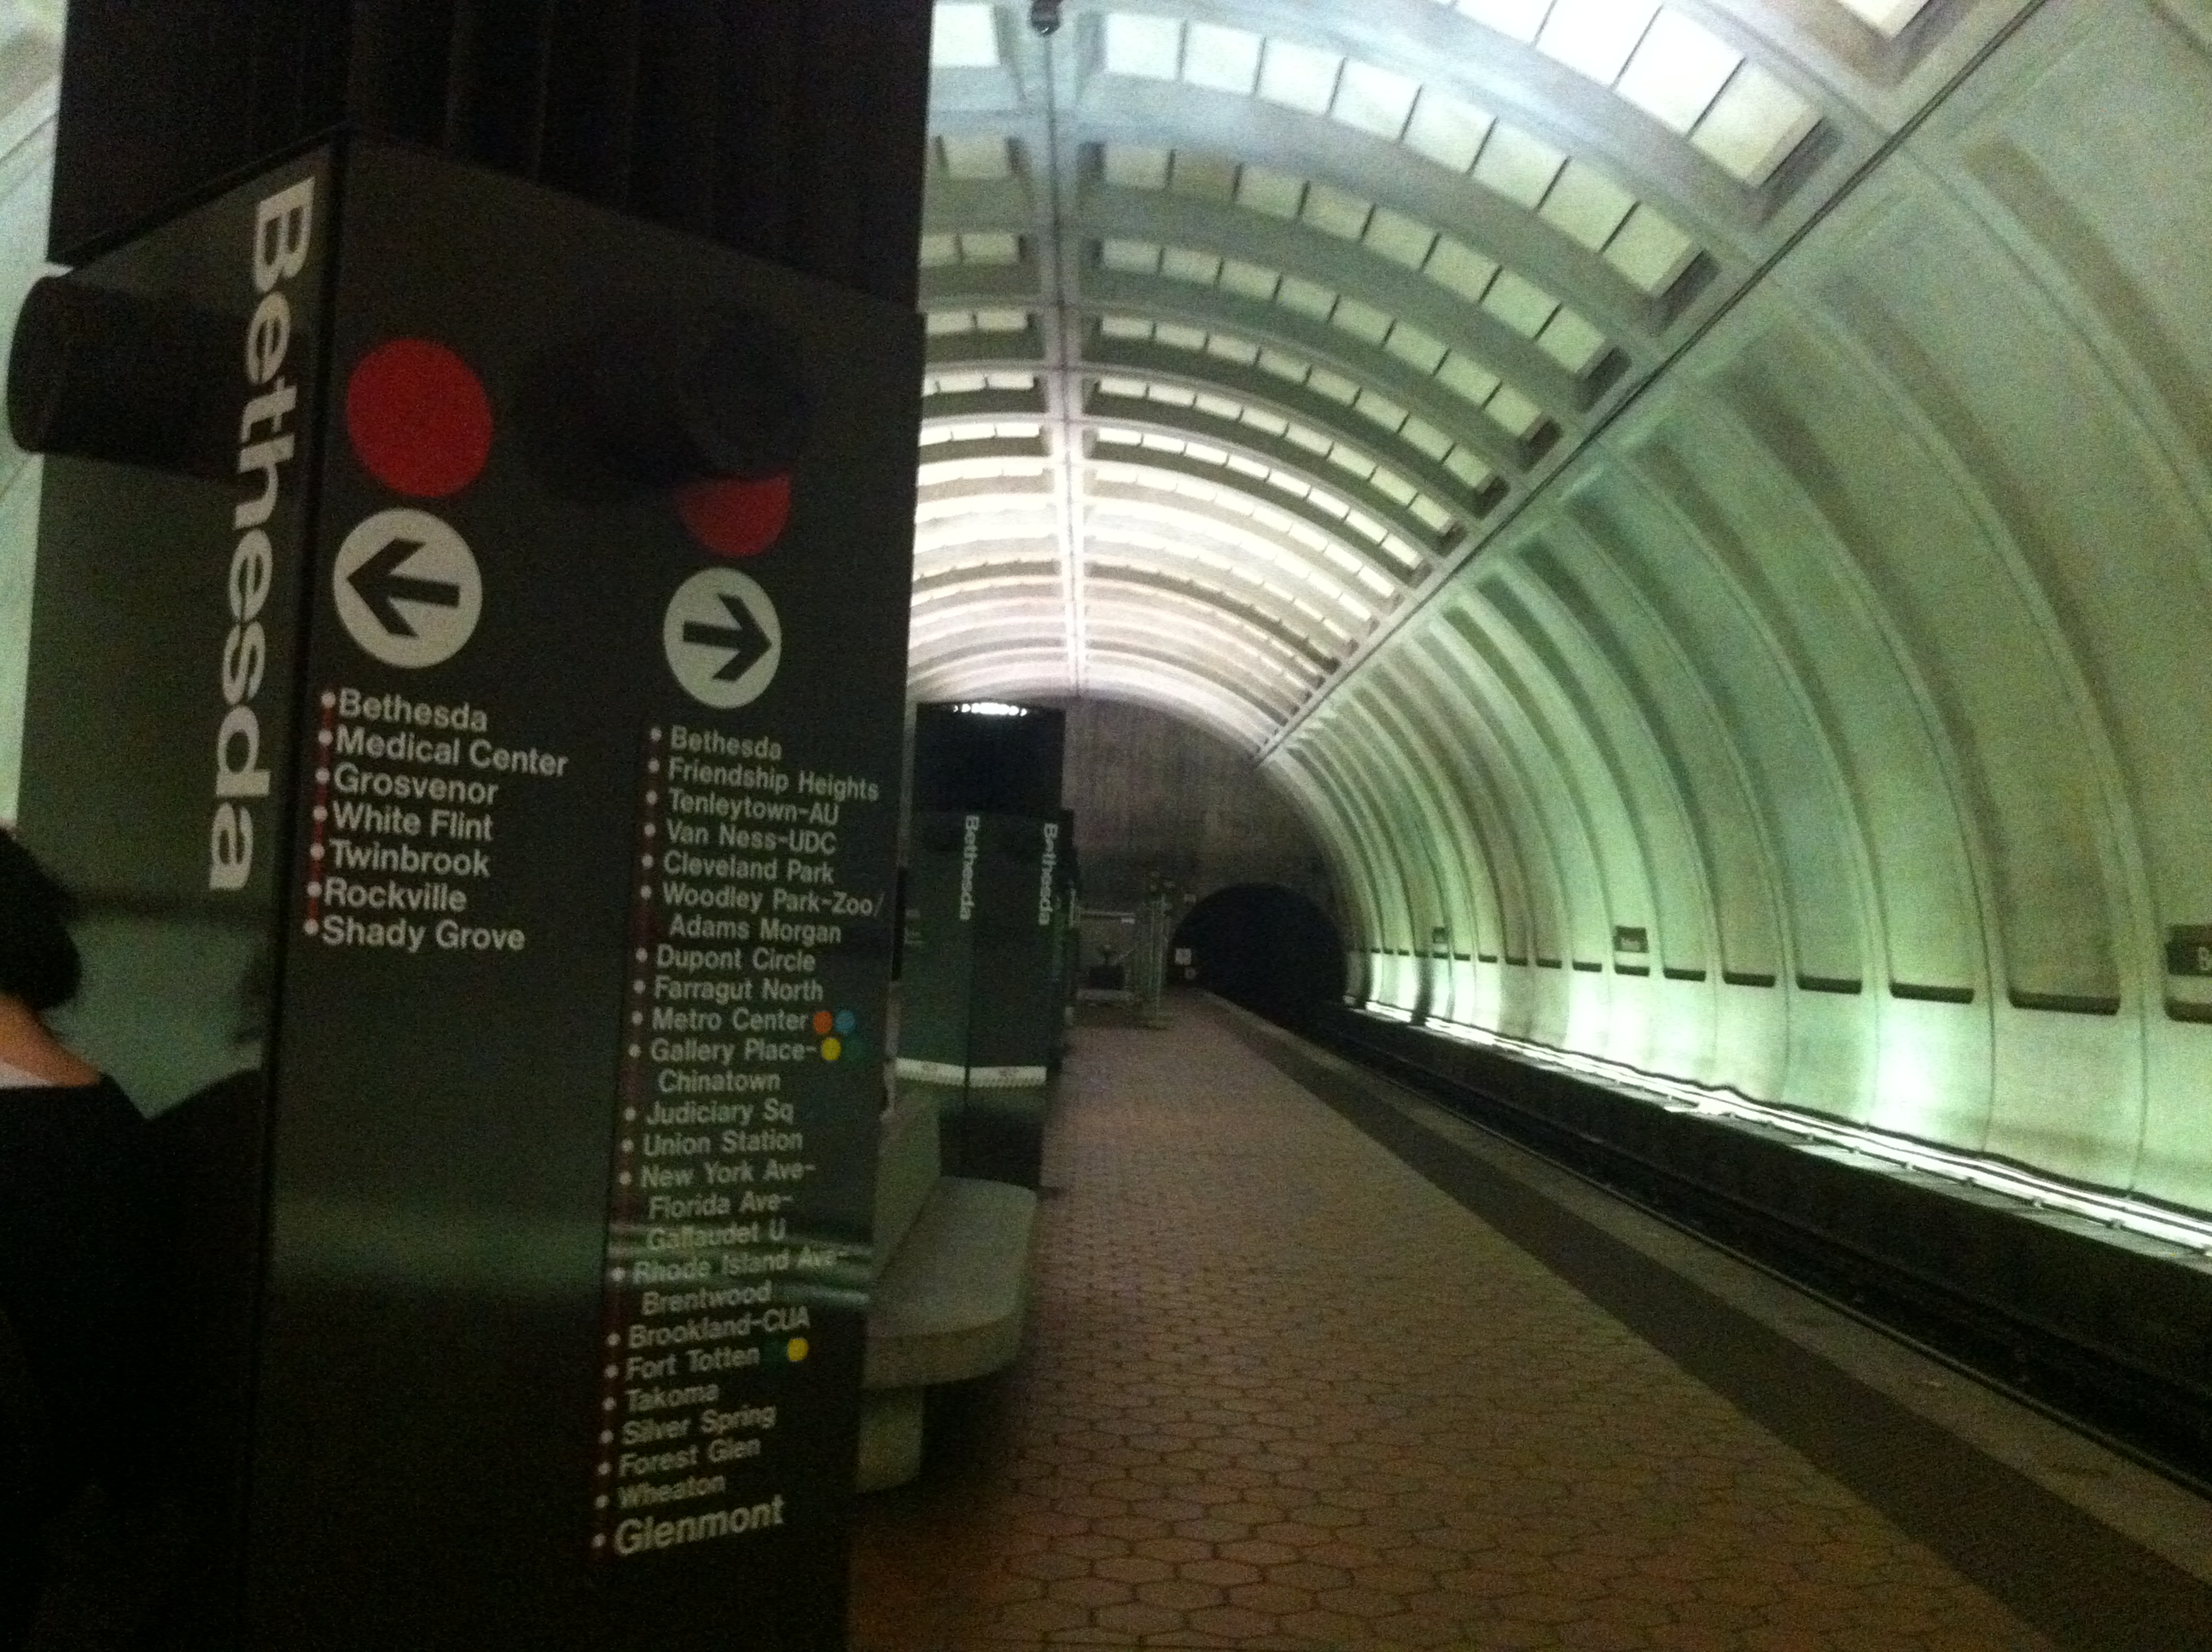 Bethesda
Bethesda
Medical Center
Grosvenor
White Flint
Twinbrook
Rockville
Shady Grove
Bethesda
Friendship Heights
Tenleytown-AU
Van Ness-UDC
Cleveland Park
Woodley Park-Zoo/
Adams Morgan
Dupont Circle
Farragut North
Metro Center
Gallery Place-
Chinatown
Judiciary Sq
Union Station
New York Ave-
Florida Ave-
Gallaudet U
Rhode Island Ave-
Brentwood
Brookland-CUA
Fort Totten
Takoma
Silver Spring
Forest Glen
Wheaton
Glenmont
Bethesda
Bethesda